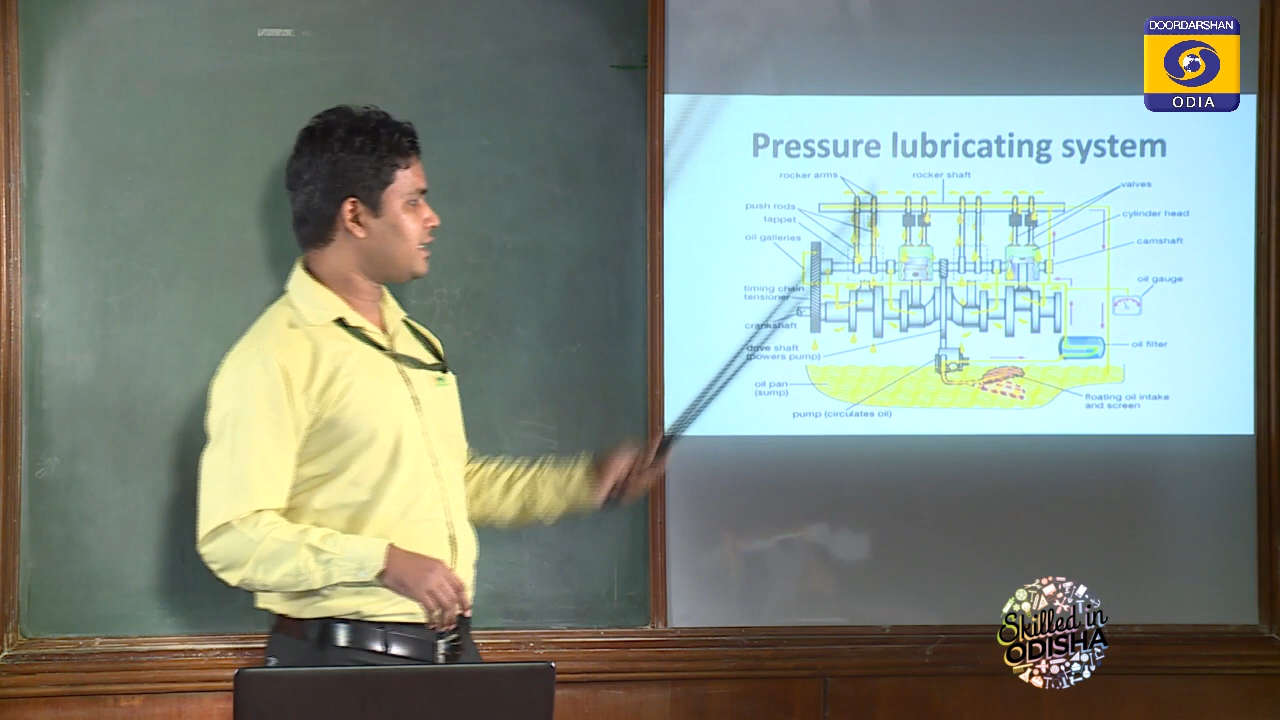 DOORDARSHAN
ODIA
Pressure lubricating system
rocker arms
rocker shaft
valves
push rods
cylinder head
tappet
oil galleries
camshaft
oil gauge
timing chain
tensioner
crankshaft
oil filter
drive shaft
(powers pump)
oil pan
(sump)
floating oil intake
and screen
pump (circulates oil)
Skilled in
ODISHA